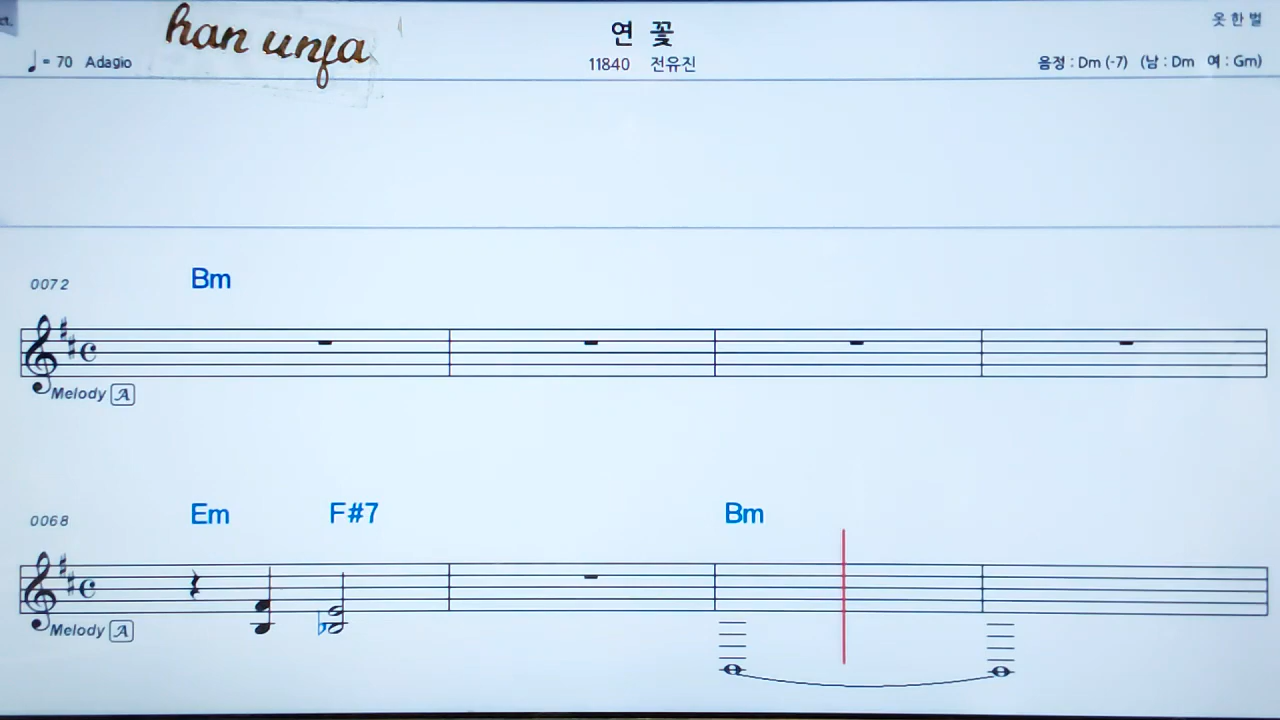 han unfa
연 꽃
옷 한 벌
♩ = 70 Adagio
11840 전유진
음정 : Dm (-7) (남 : Dm 여 : Gm)
0072 Bm
Melody A
0068 Em F#7 Bm
Melody A